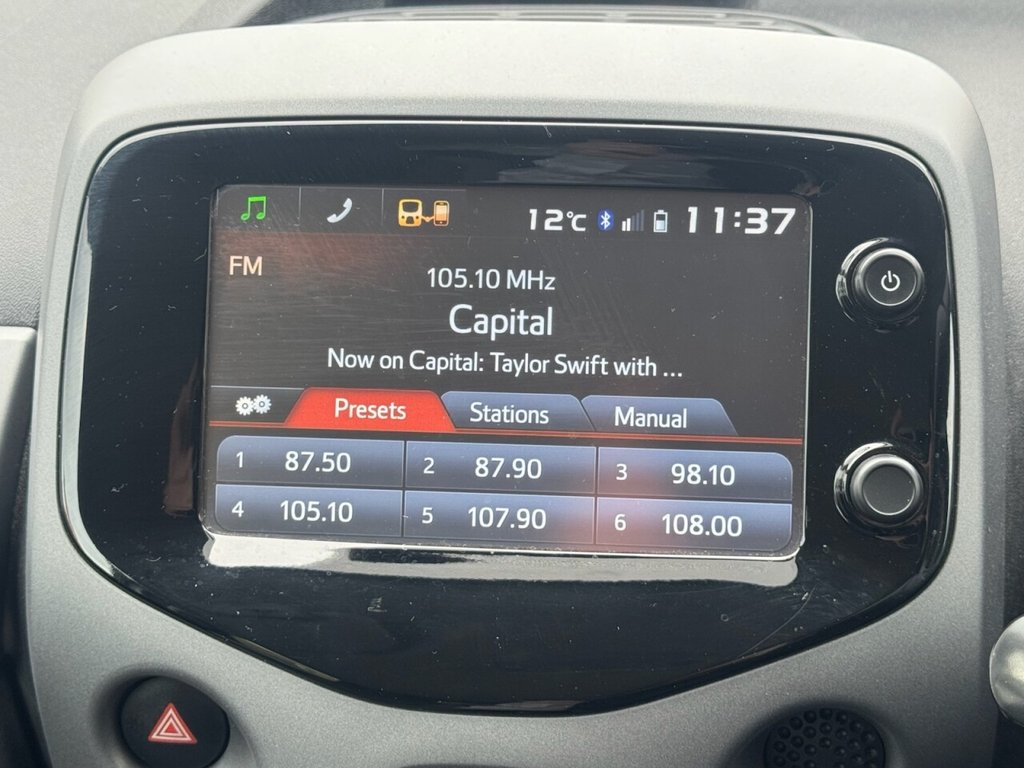 12°C 11:37
FM
105.10 MHz
Capital
Now on Capital: Taylor Swift with ...
Presets Stations Manual
1 87.50 2 87.90 3 98.10
4 105.10 5 107.90 6 108.00